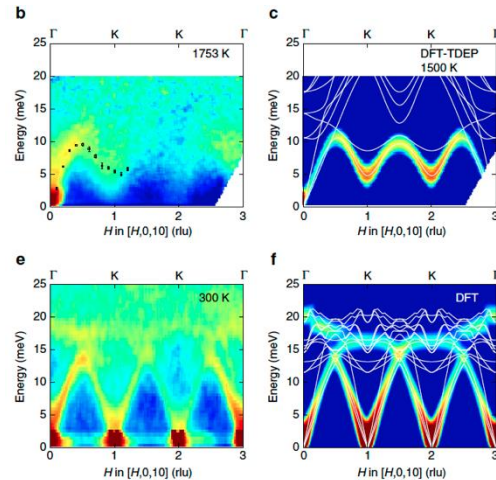 b
Γ K K
1753 K
Energy (meV)
25
20
15
10
5
0
0 1 2 3
H in [H,0,10] (rlu)
c
Γ K K Γ
DFT-TDEP
1500 K
Energy (meV)
25
20
15
10
5
0
0 1 2 3
H in [H,0,10] (rlu)
e
Γ K K Γ
300 K
Energy (meV)
25
20
15
10
5
0
0 1 2 3
H in [H,0,10] (rlu)
f
Γ K K Γ
DFT
Energy (meV)
25
20
15
10
5
0
0 1 2 3
H in [H,0,10] (rlu)